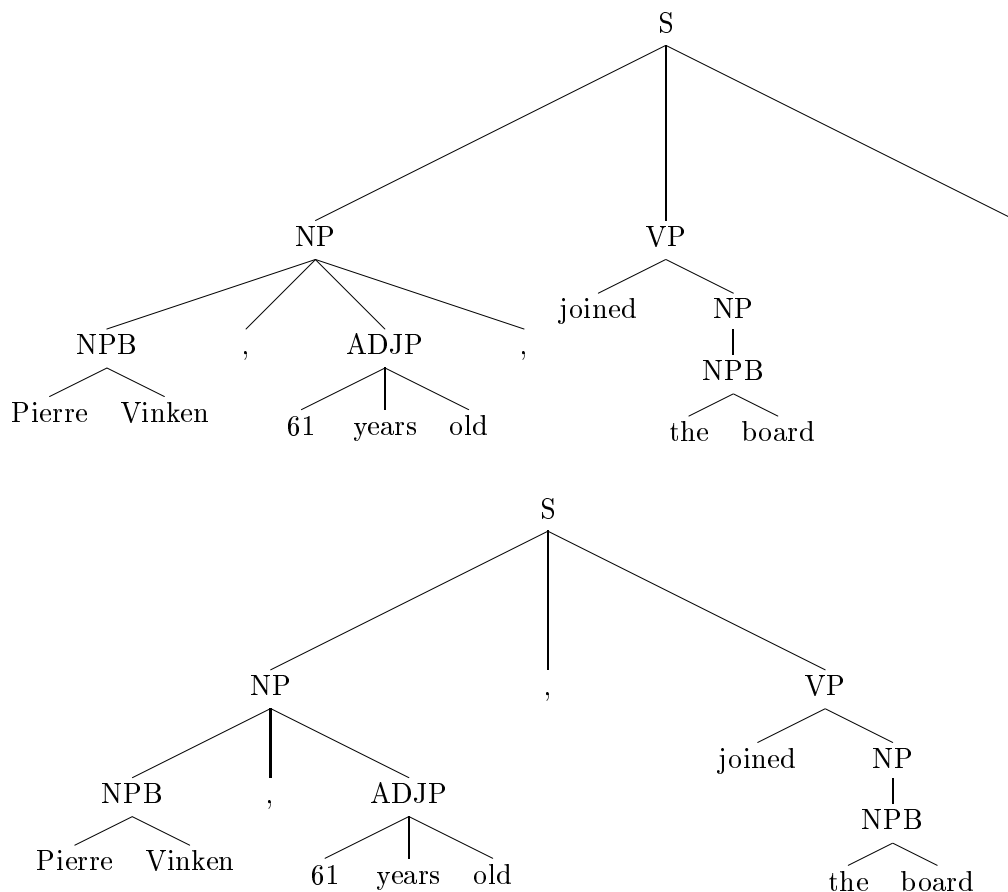 S
NP VP
joined NP
NPB , ADJP ,
NPB
Pierre Vinken 61 years old the board
S
NP , VP
joined NP
NPB , ADJP
NPB
Pierre Vinken 61 years old the board